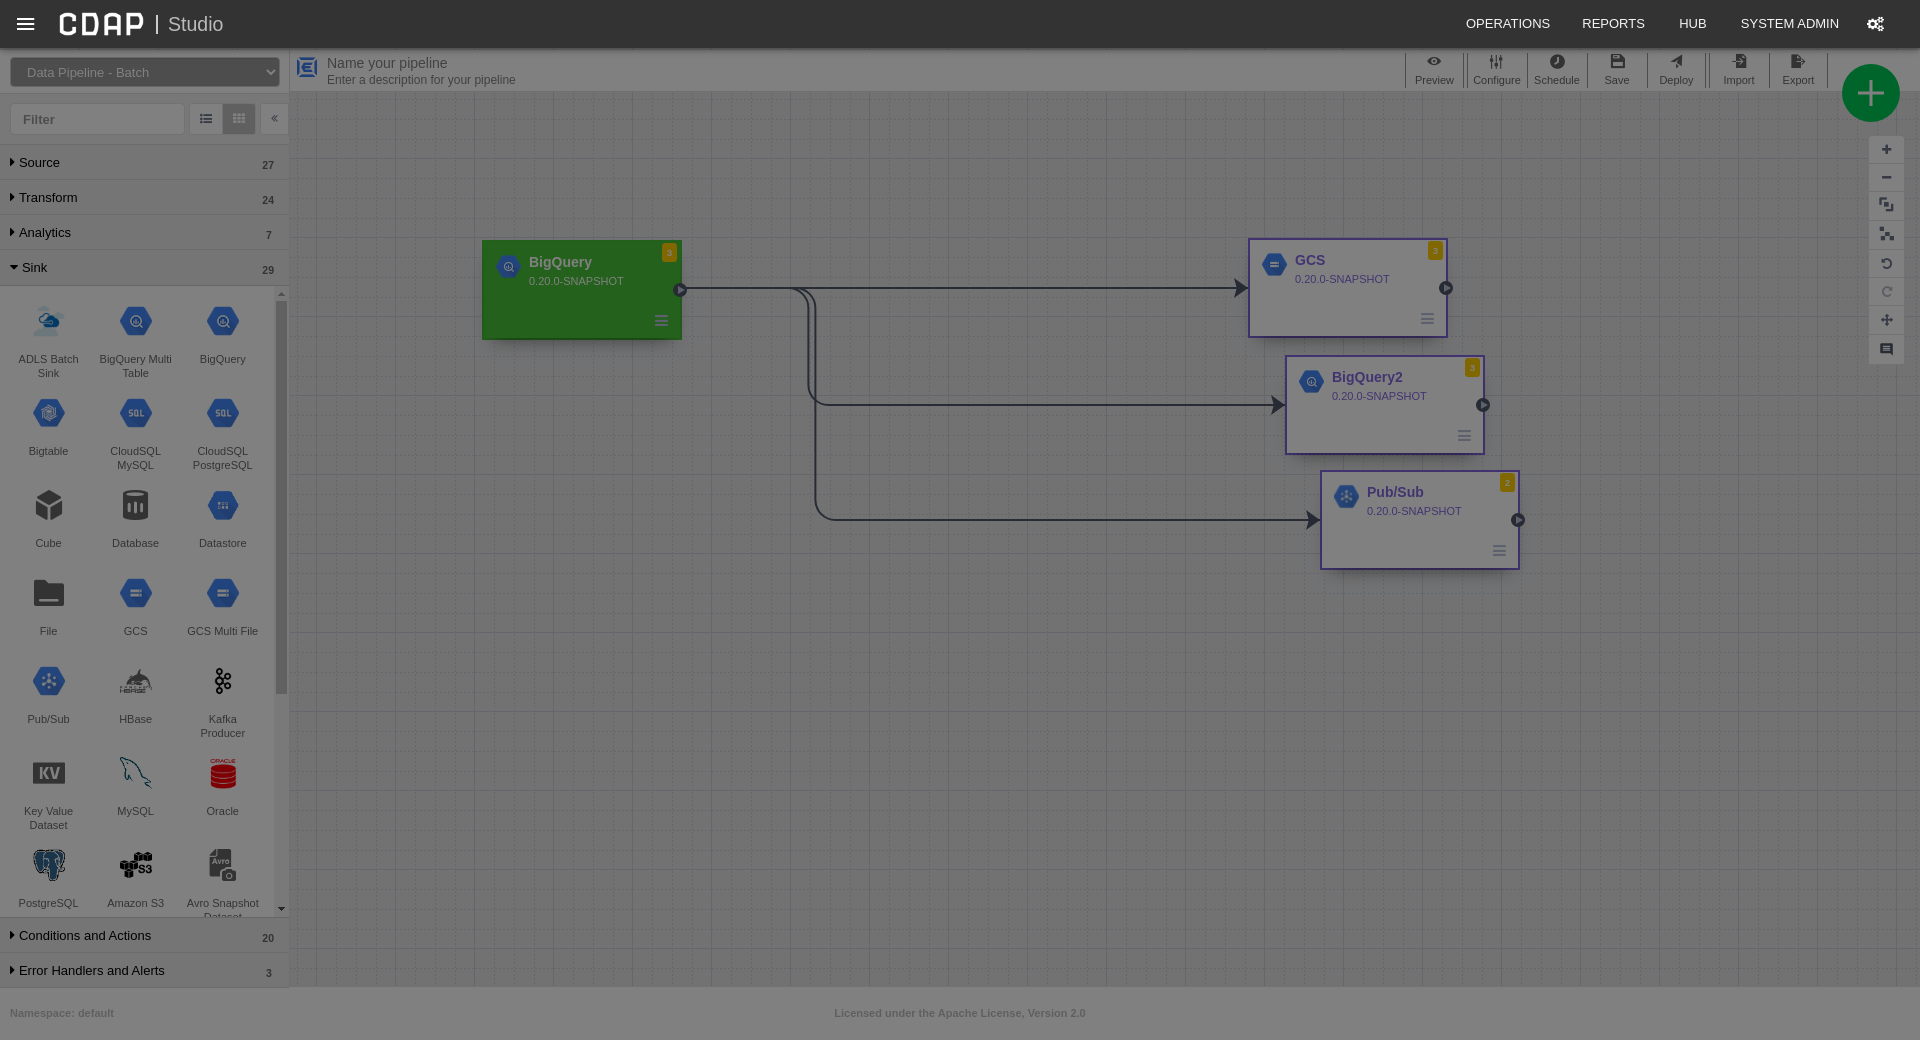 CDAP | Studio
OPERATIONS
REPORTS
HUB
SYSTEM ADMIN
Data Pipeline - Batch
Name your pipeline
Enter a description for your pipeline
Preview
Configure
Schedule
Save
Deploy
Import
Export
Filter
Source 27
Transform 24
Analytics 7
Sink 29
ADLS Batch
Sink
BigQuery Multi
Table
BigQuery
SQL
SQL
Bigtable
CloudSQL
MySQL
CloudSQL
PostgreSQL
Cube
Database
Datastore
File
GCS
GCS Multi File
HBASE
Pub/Sub
HBase
Kafka
Producer
KV
ORACLE
Key Value
Dataset
MySQL
Oracle
S3
Avro
PostgreSQL
Amazon S3
Avro Snapshot
Dataset
Conditions and Actions 20
Error Handlers and Alerts 3
BigQuery 3
0.20.0-SNAPSHOT
GCS 3
0.20.0-SNAPSHOT
BigQuery2 3
0.20.0-SNAPSHOT
Pub/Sub 2
0.20.0-SNAPSHOT
Namespace: default
Licensed under the Apache License, Version 2.0